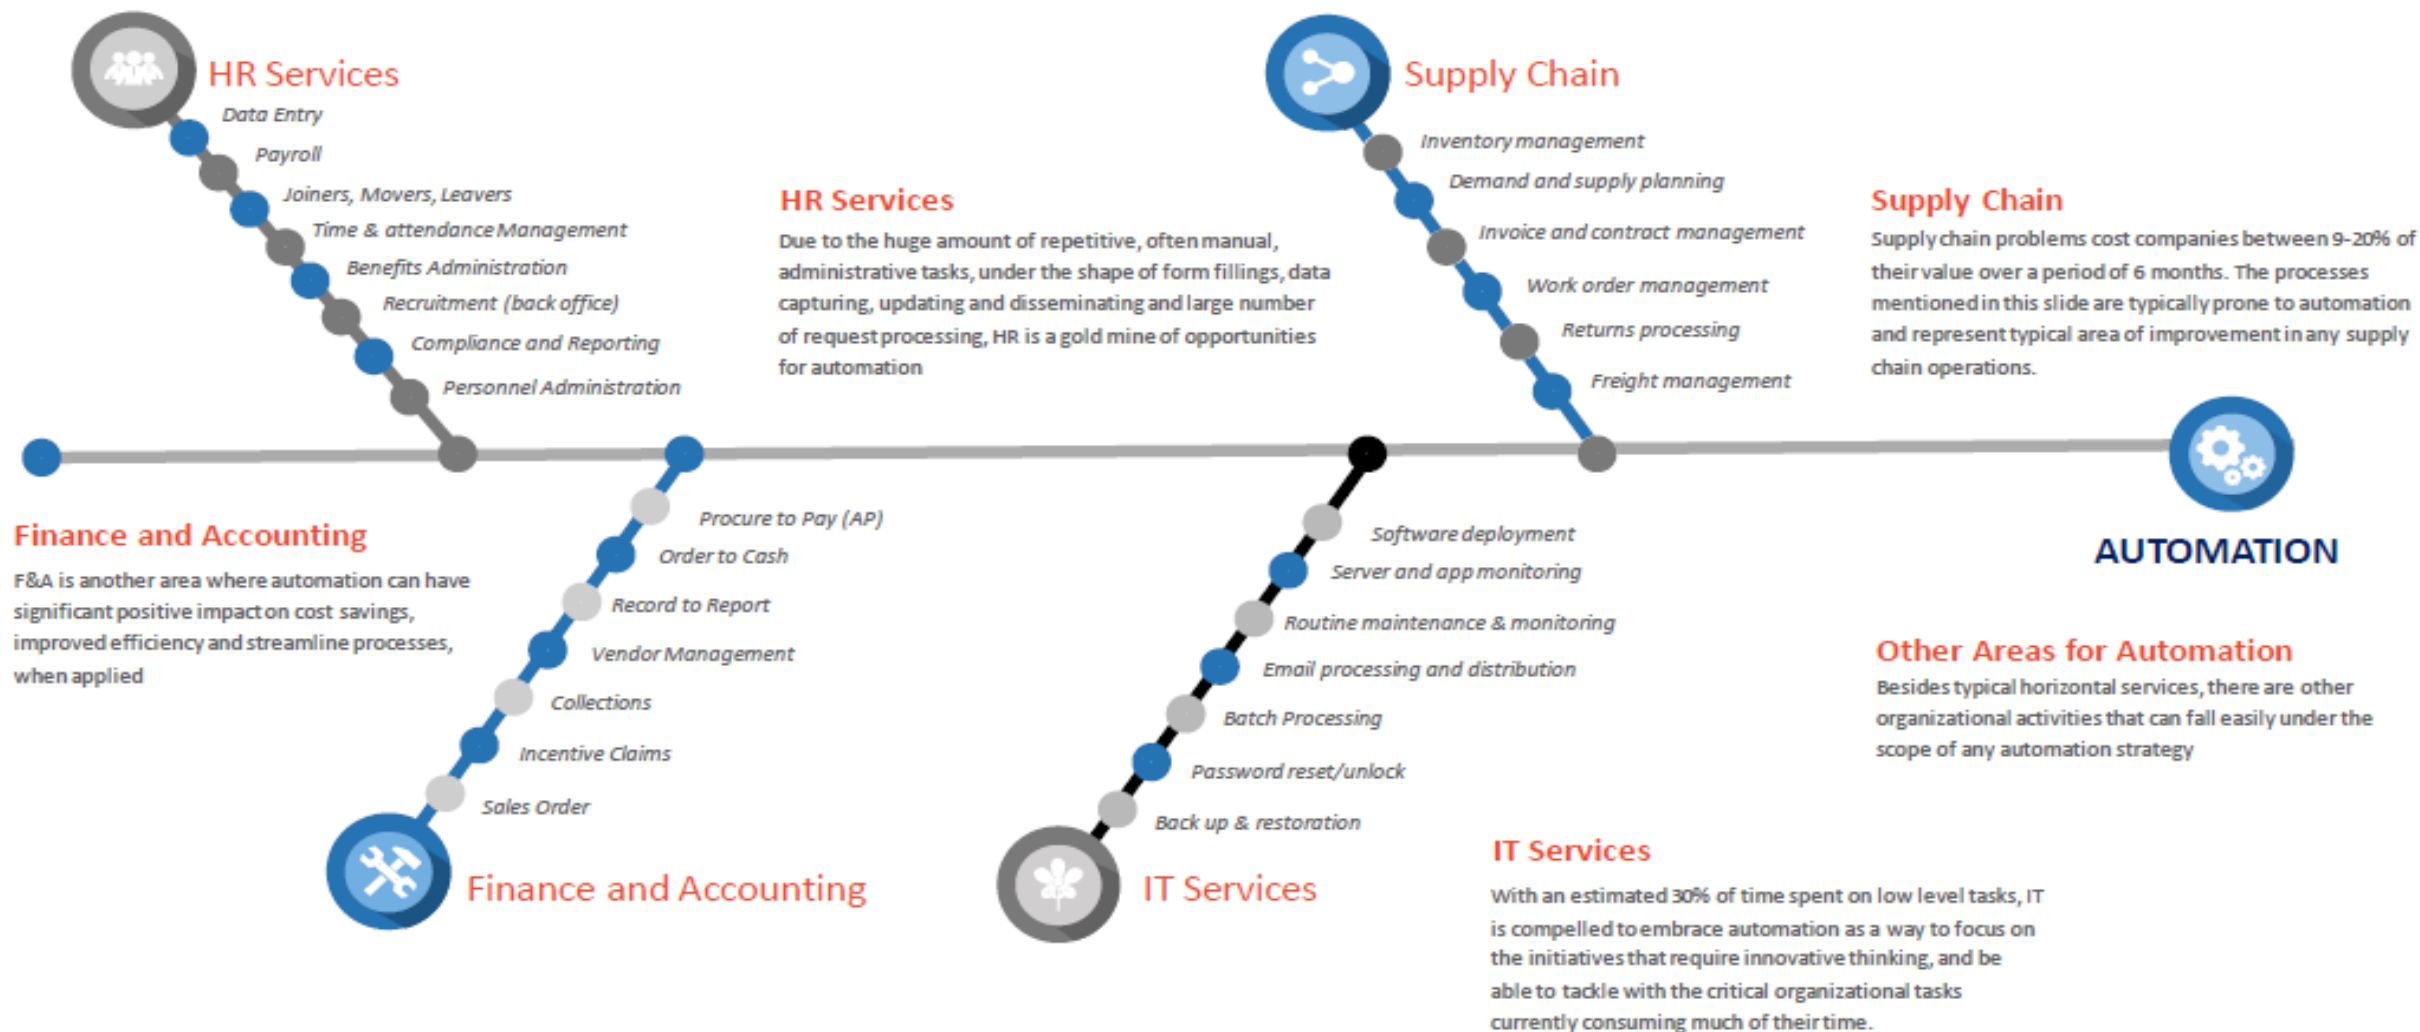 HR Services
Data Entry
Payroll
Joiners, Movers, Leavers
Time & attendance Management
Benefits Administration
Recruitment (back office)
Compliance and Reporting
Personnel Administration
HR Services
Due to the huge amount of repetitive, often manual,
administrative tasks, under the shape of form fillings, data
capturing, updating and disseminating and large number
of request processing, HR is a gold mine of opportunities
for automation
Supply Chain
Inventory management
Demand and supply planning
Invoice and contract management
Work order management
Returns processing
Freight management
Supply Chain
Supply chain problems cost companies between 9-20% of
their value over a period of 6 months. The processes
mentioned in this slide are typically prone to automation
and represent typical area of improvement in any supply
chain operations.
AUTOMATION
Finance and Accounting
F&A is another area where automation can have
significant positive impact on cost savings,
improved efficiency and streamline processes,
when applied
Procure to Pay (AP)
Order to Cash
Record to Report
Vendor Management
Collections
Incentive Claims
Sales Order
Finance and Accounting
Software deployment
Server and app monitoring
Routine maintenance & monitoring
Email processing and distribution
Batch Processing
Password reset/unlock
Back up & restoration
IT Services
Other Areas for Automation
Besides typical horizontal services, there are other
organizational activities that can fall easily under the
scope of any automation strategy
IT Services
With an estimated 30% of time spent on low level tasks, IT
is compelled to embrace automation as a way to focus on
the initiatives that require innovative thinking, and be
able to tackle with the critical organizational tasks
currently consuming much of their time.